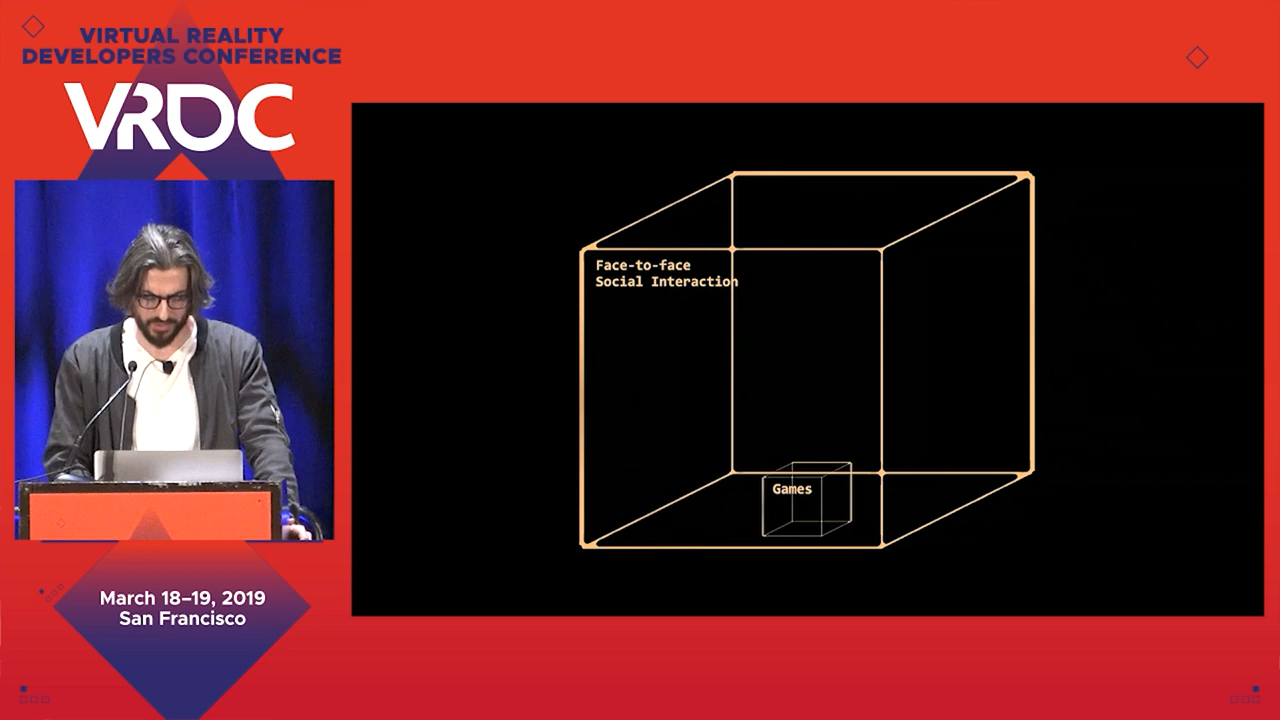 VIRTUAL REALITY
DEVELOPERS CONFERENCE
VRDC
Face-to-face
Social Interaction
Games
March 18–19, 2019
San Francisco